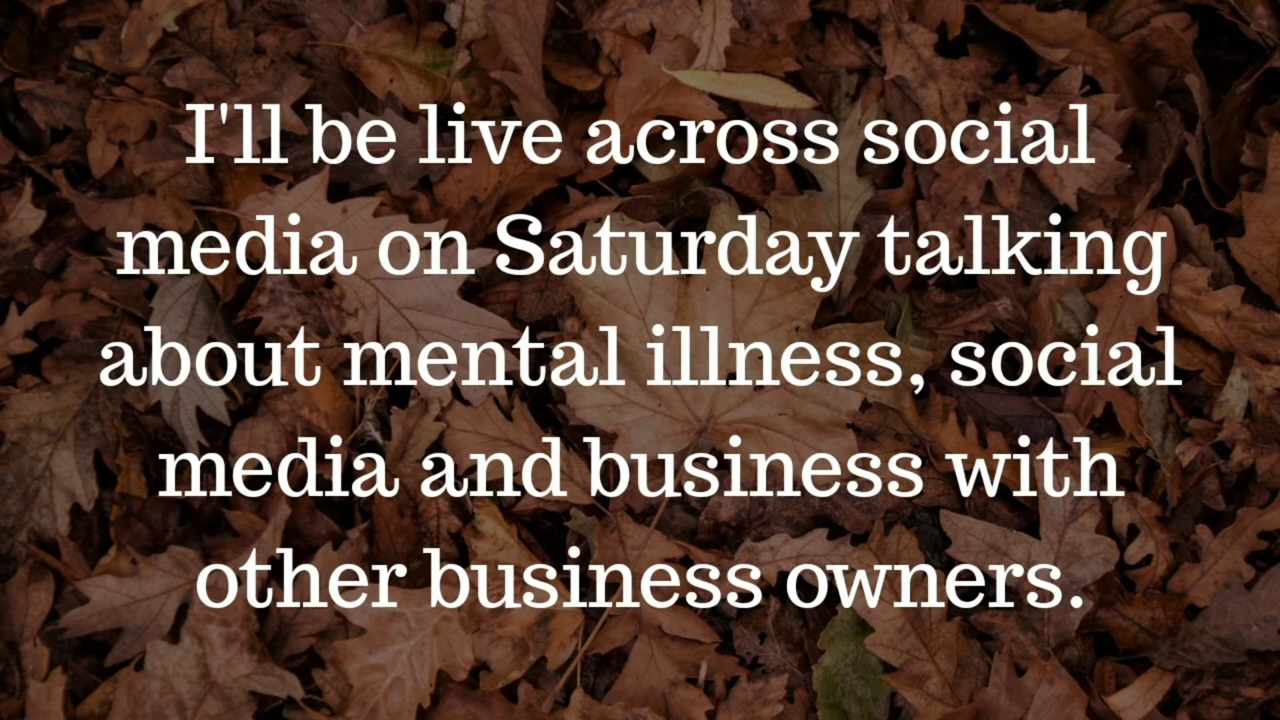 I'll be live across social
media on Saturday talking
about mental illness, social
media and business with
other business owners.